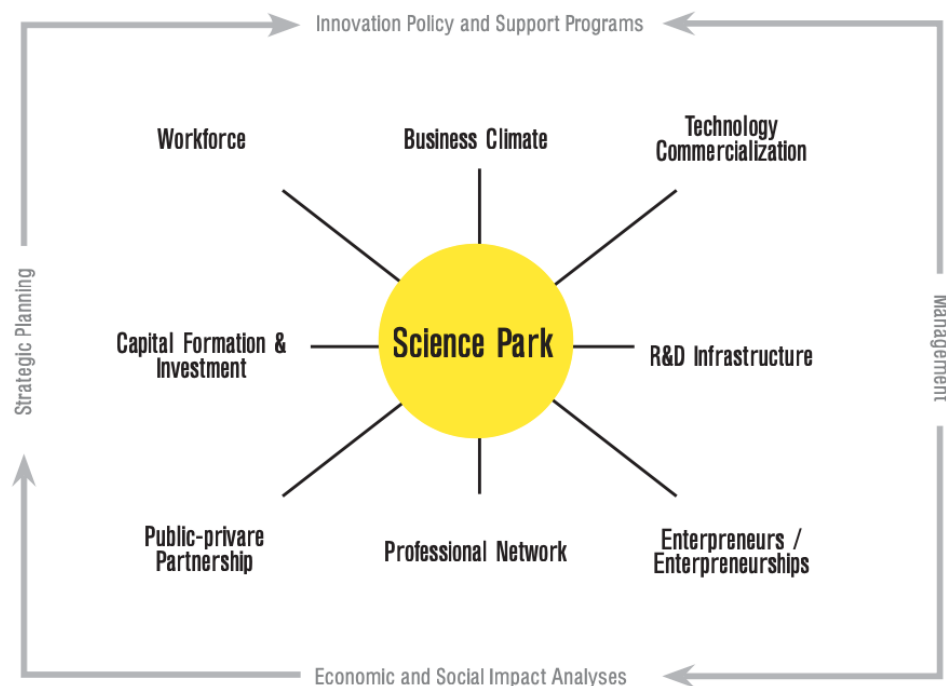 Innovation Policy and Support Programs
Workforce
Business Climate
Technology
Commercialization
Strategic Planning
Capital Formation &
Investment
Science Park
R&D Infrastructure
Management
Public-privare
Partnership
Professional Network
Enterpreneurs /
Enterpreneurships
Economic and Social Impact Analyses